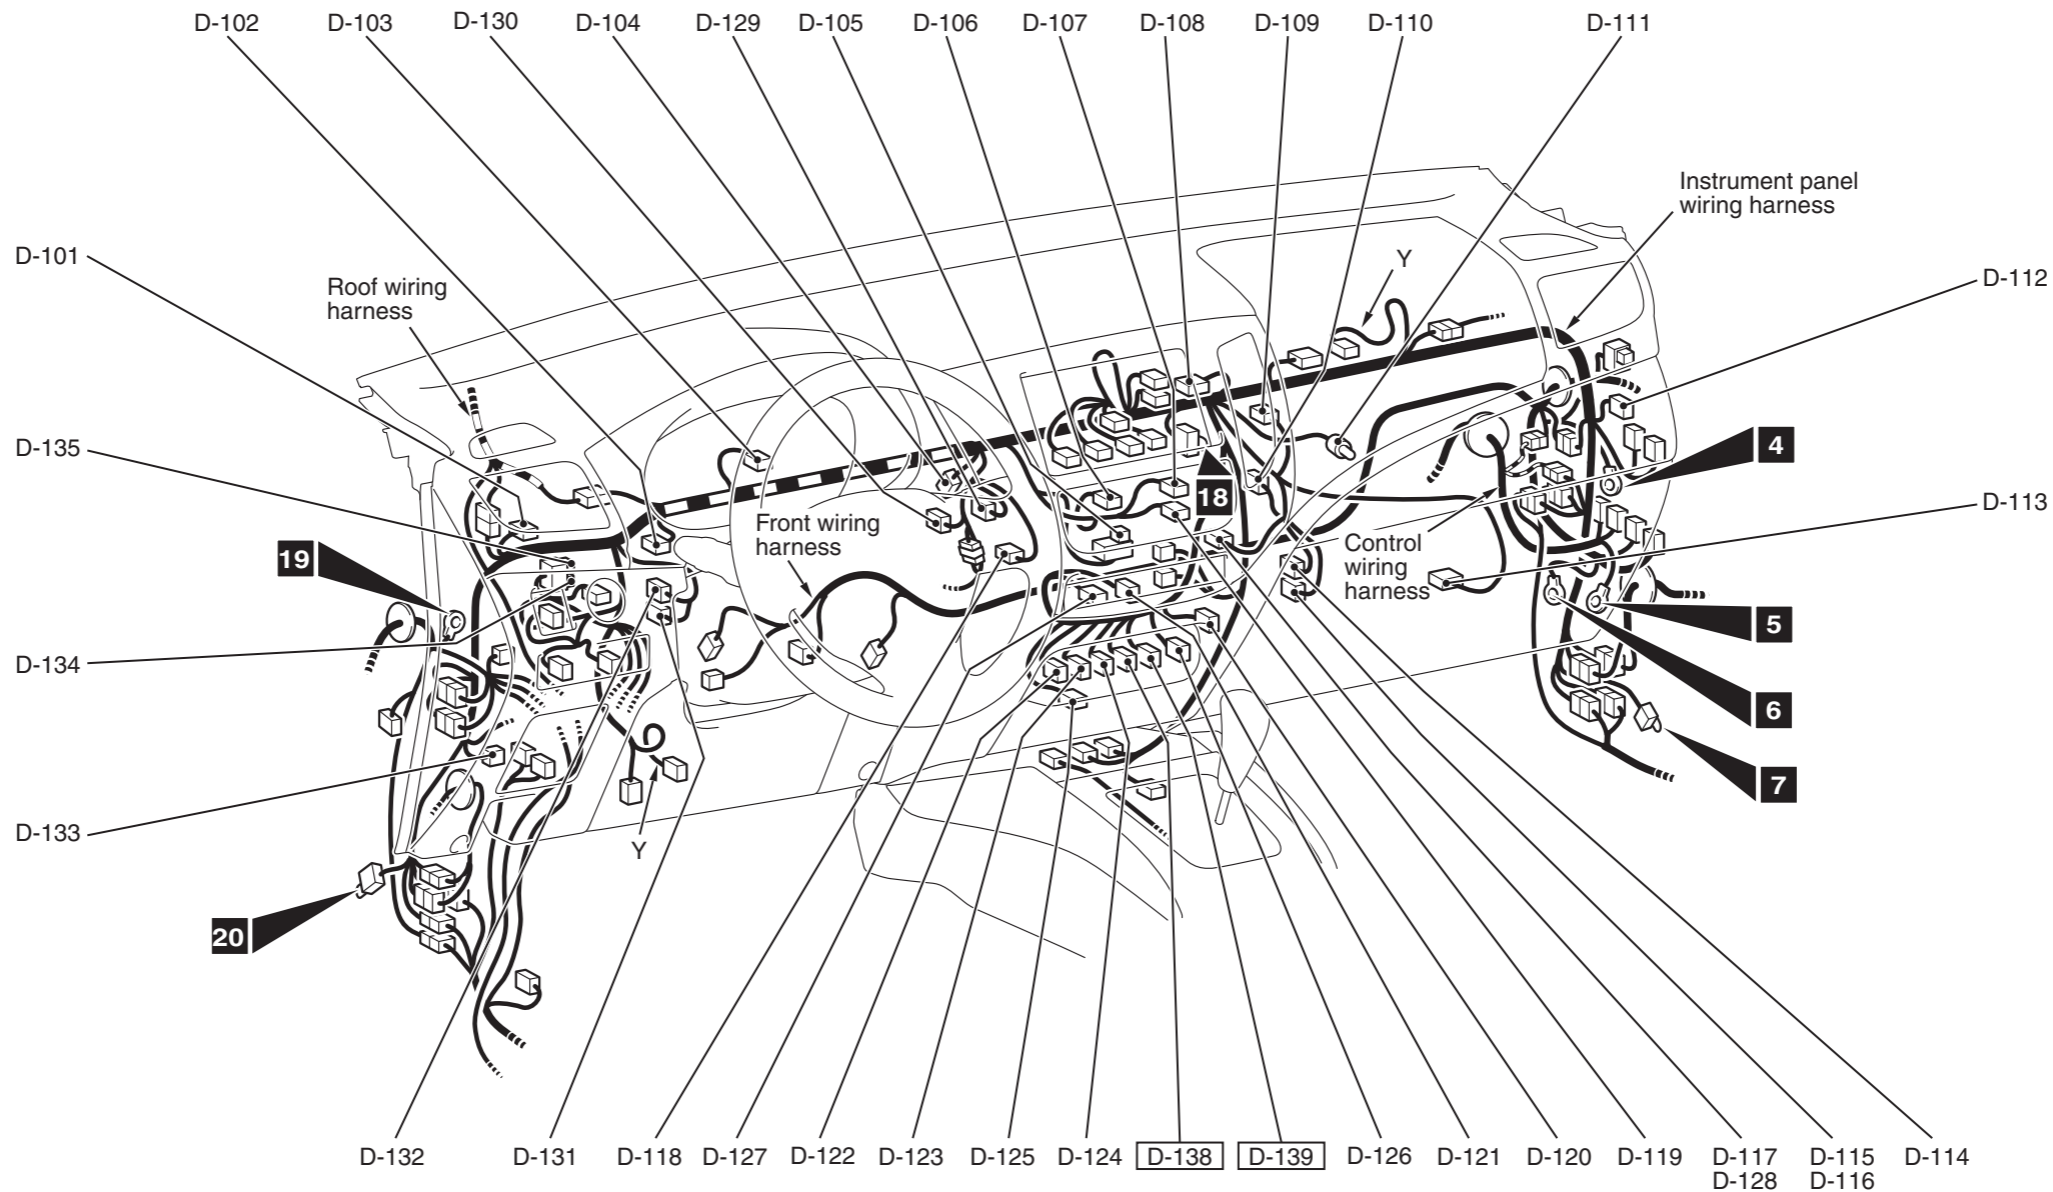 D-102 D-103 D-130 D-104 D-129 D-105 D-106 D-107 D-108 D-109 D-110 D-111
Instrument panel
wiring harness
D-101
Y
D-112
Roof wiring
harness
D-135
4
18
D-113
Front wiring
harness
Control
wiring
harness
19
5
D-134
6
7
D-133
Y
20
D-132 D-131 D-118 D-127 D-122 D-123 D-125 D-124 D-138 D-139 D-126 D-121 D-120 D-119 D-117 D-115 D-114
D-128 D-116